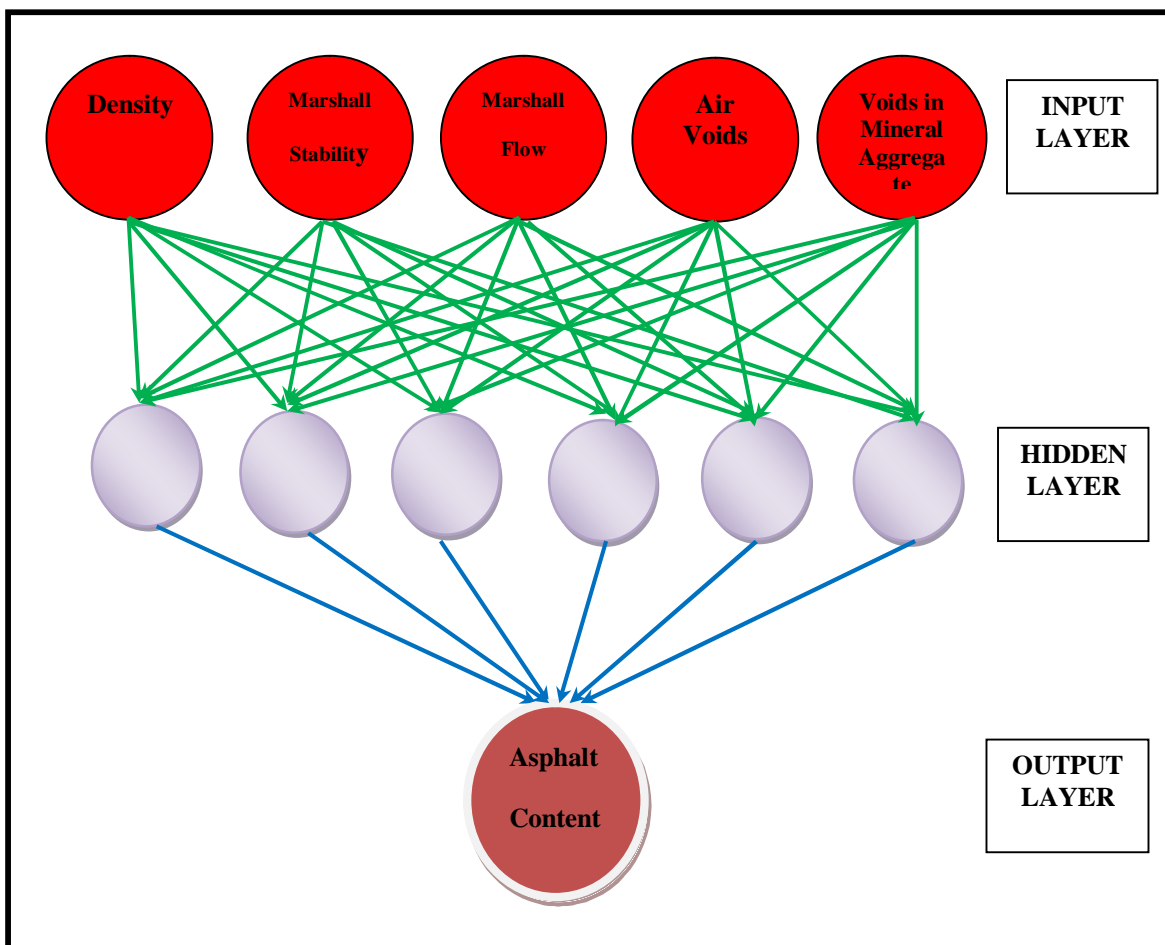 Density
Marshall
Stability
Marshall
Flow
Air
Voids
Voids in
Mineral
Aggrega
te
INPUT
LAYER
HIDDEN
LAYER
Asphalt
Content
OUTPUT
LAYER